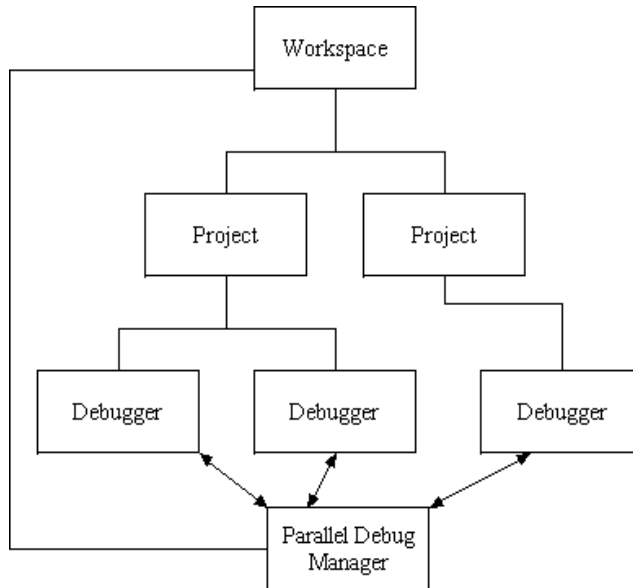 Workspace
Project
Project
Debugger
Debugger
Debugger
Parallel Debug
Manager